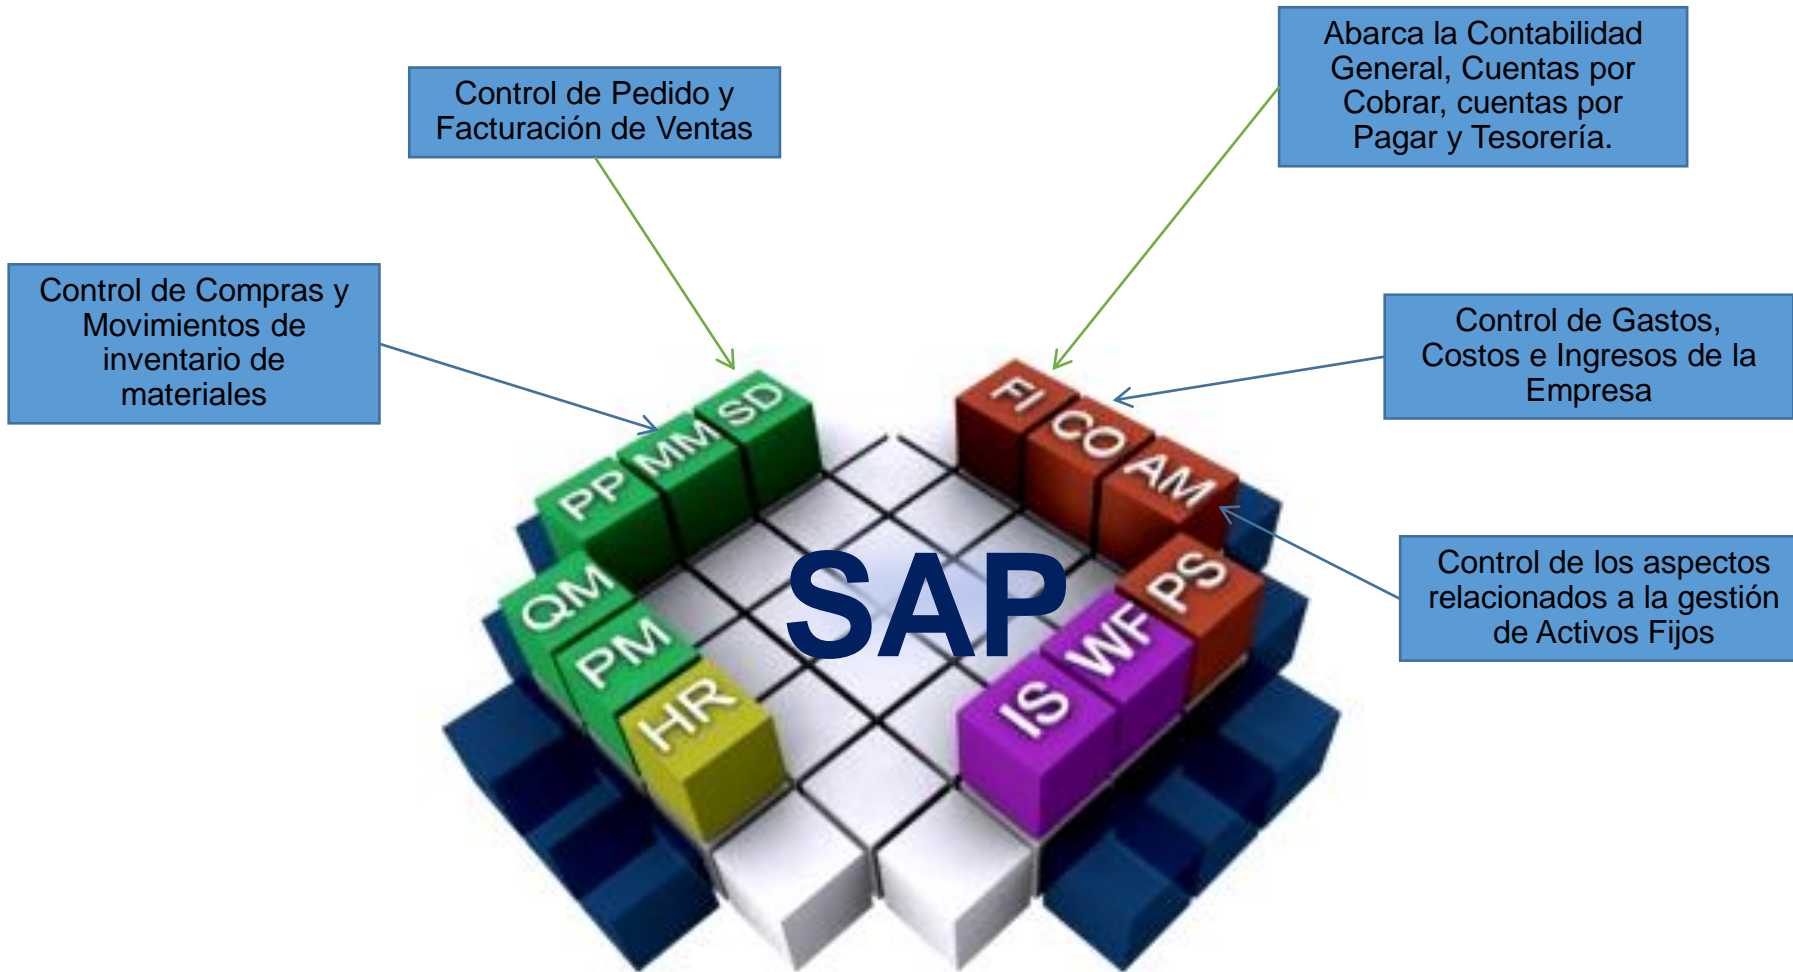 Abarca la Contabilidad
General, Cuentas por
Cobrar, cuentas por
Pagar y Tesorería.
Control de Pedido y
Facturación de Ventas
Control de Compras y
Movimientos de
inventario de
materiales
Control de Gastos,
Costos e Ingresos de la
Empresa
Control de los aspectos
relacionados a la gestión
de Activos Fijos
SD
MM
PP
QM
PM
HR
FI
CO
AM
PS
WF
IS
SAP